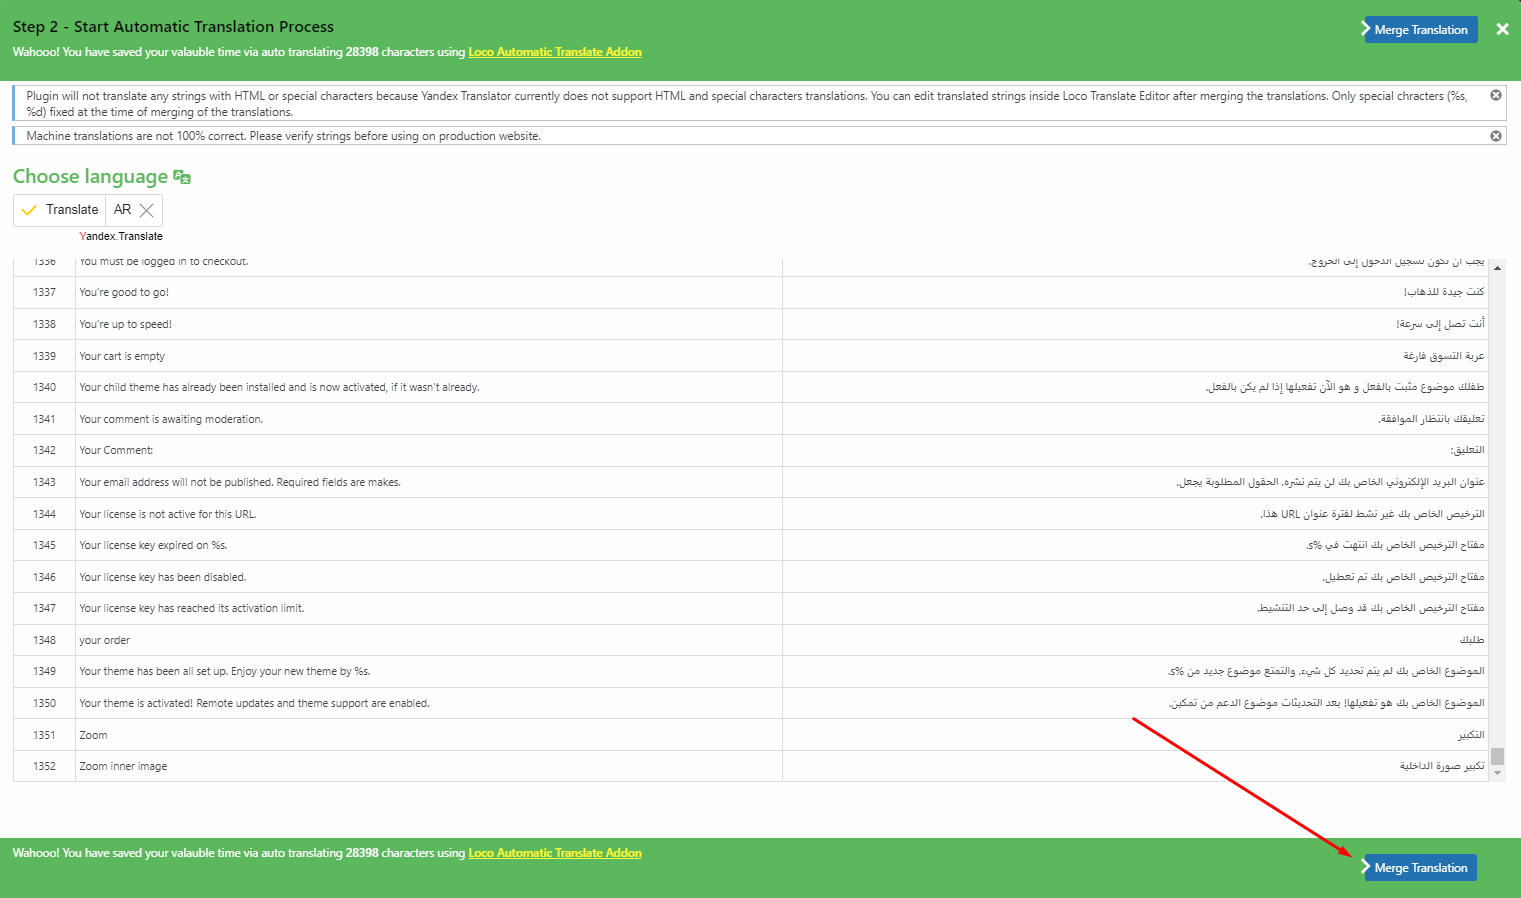 Step 2 - Start Automatic Translation Process
Merge Translation
Wahooo! You have saved your valauble time via auto translating 28398 characters using Loco Automatic Translate Addon
Plugin will not translate any strings with HTML or special characters because Yandex Translator currently does not support HTML and special characters translations. You can edit translated strings inside Loco Translate Editor after merging the translations. Only special chracters (%s,
%d) fixed at the time of merging of the translations.
Machine translations are not 100% correct. Please verify strings before using on production website.
Choose language
Translate AR
Yandex.Translate
1336 You must be logged in to checkout. يجب أن تكون تسجيل الدخول إلى الخروج.
1337 You're good to go! كنت جيدة للذهاب!
1338 You're up to speed! أنت تصل إلى سرعة!
1339 Your cart is empty عربة التسوق فارغة
1340 Your child theme has already been installed and is now activated, if it wasn't already. طفلك موضوع مثبت بالفعل و هو الآن تفعيلها إذا لم يكن بالفعل.
1341 Your comment is awaiting moderation. تعليقك بانتظار الموافقة.
1342 Your Comment: التعليق:
1343 Your email address will not be published. Required fields are makes. عنوان البريد الإلكتروني الخاص بك لن يتم نشره. الحقول المطلوبة يجعل.
1344 Your license is not active for this URL. الترخيص الخاص بك غير نشط لفترة عنوان URL هذا.
1345 Your license key expired on %s. مفتاح الترخيص الخاص بك انتهت في %s.
1346 Your license key has been disabled. مفتاح الترخيص الخاص بك تم تعطيل.
1347 Your license key has reached its activation limit. مفتاح الترخيص الخاص بك قد وصل إلى حد التنشيط.
1348 your order طلبك
1349 Your theme has been all set up. Enjoy your new theme by %s. الموضوع الخاص بك لم يتم تحديد كل شيء. والتمتع موضوع جديد من %s.
1350 Your theme is activated! Remote updates and theme support are enabled. الموضوع الخاص بك هو تفعيلها! بعد التحديثات موضوع الدعم من تمكين.
1351 Zoom التكبير
1352 Zoom inner image تكبير صورة الداخلية
Wahooo! You have saved your valauble time via auto translating 28398 characters using Loco Automatic Translate Addon
Merge Translation